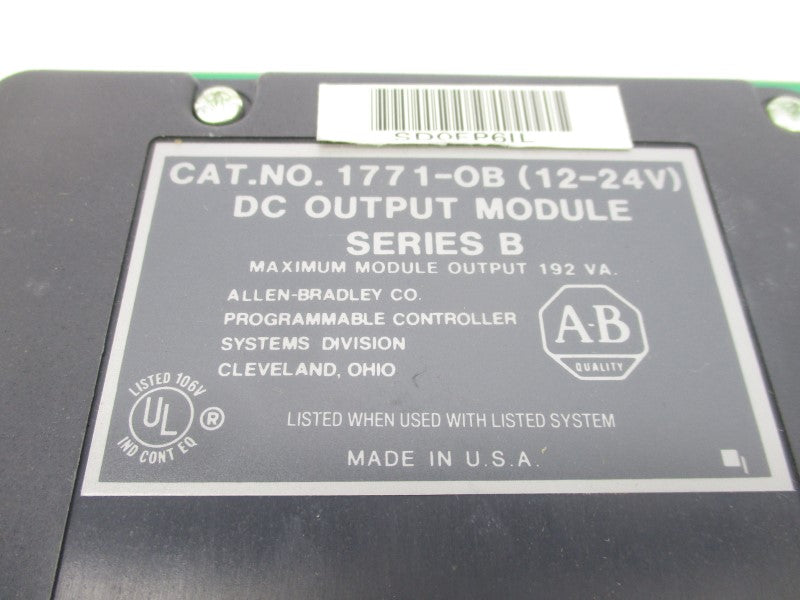 SD0FP6IL
CAT.NO. 1771-OB (12-24V)
DC OUTPUT MODULE
SERIES B
MAXIMUM MODULE OUTPUT 192 VA.
ALLEN-BRADLEY CO.
PROGRAMMABLE CONTROLLER
SYSTEMS DIVISION
CLEVELAND, OHIO
A-B
QUALITY
LISTED 106V
UL ®
IND CONT EQ
LISTED WHEN USED WITH LISTED SYSTEM
MADE IN U.S.A.